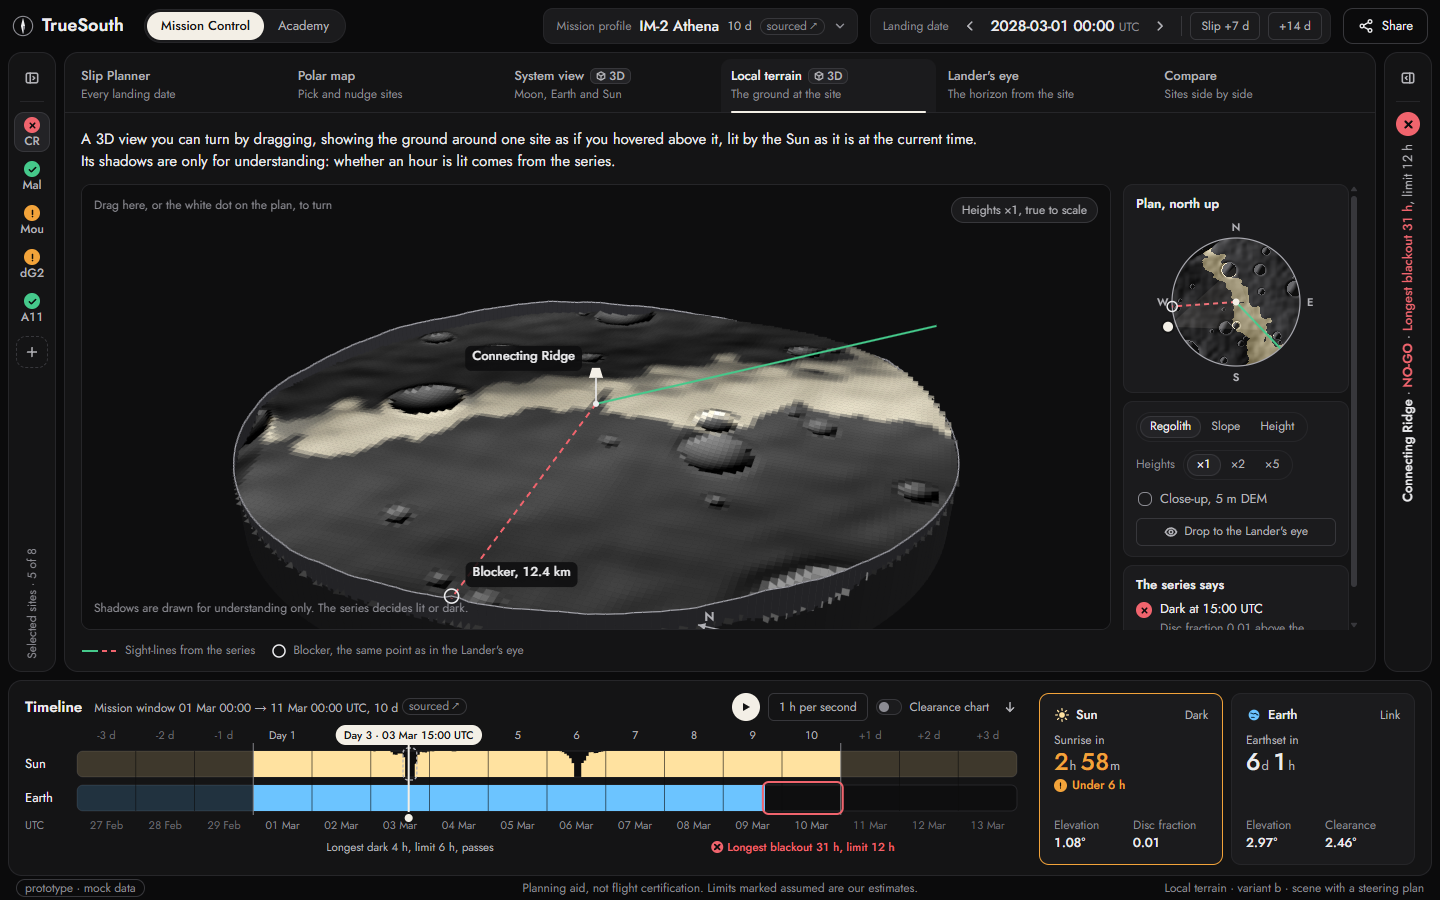 TrueSouth
Mission Control
Academy
Mission profile IM-2 Athena 10 d sourced ↗
Landing date 2028-03-01 00:00 UTC
Slip +7 d
+14 d
Share
CR
Mal
Mou
dG2
A11
Selected sites · 5 of 8
Slip Planner
Every landing date
Polar map
Pick and nudge sites
System view 3D
Moon, Earth and Sun
Local terrain 3D
The ground at the site
Lander's eye
The horizon from the site
Compare
Sites side by side
A 3D view you can turn by dragging, showing the ground around one site as if you hovered above it, lit by the Sun as it is at the current time.
Its shadows are only for understanding: whether an hour is lit comes from the series.
Drag here, or the white dot on the plan, to turn
Heights ×1, true to scale
Connecting Ridge
Blocker, 12.4 km
Shadows are drawn for understanding only. The series decides lit or dark.
N
Sight-lines from the series
Blocker, the same point as in the Lander's eye
Plan, north up
N
W
E
S
Regolith
Slope
Height
Heights ×1 ×2 ×5
Close-up, 5 m DEM
Drop to the Lander's eye
The series says
Dark at 15:00 UTC
Disc fraction 0.01 above the
Connecting Ridge · NO-GO · Longest blackout 31 h, limit 12 h
Timeline
Mission window 01 Mar 00:00 → 11 Mar 00:00 UTC, 10 d sourced ↗
1 h per second
Clearance chart
-3 d -2 d -1 d Day 1 Day 3 · 03 Mar 15:00 UTC 5 6 7 8 9 10 +1 d +2 d +3 d
Sun
Earth
UTC 27 Feb 28 Feb 29 Feb 01 Mar 02 Mar 03 Mar 04 Mar 05 Mar 06 Mar 07 Mar 08 Mar 09 Mar 10 Mar 11 Mar 12 Mar 13 Mar
Longest dark 4 h, limit 6 h, passes
Longest blackout 31 h, limit 12 h
Sun Dark
Sunrise in
2h 58m
Under 6 h
Elevation
1.08°
Disc fraction
0.01
Earth Link
Earthset in
6d 1h
Elevation
2.97°
Clearance
2.46°
prototype · mock data
Planning aid, not flight certification. Limits marked assumed are our estimates.
Local terrain · variant b · scene with a steering plan